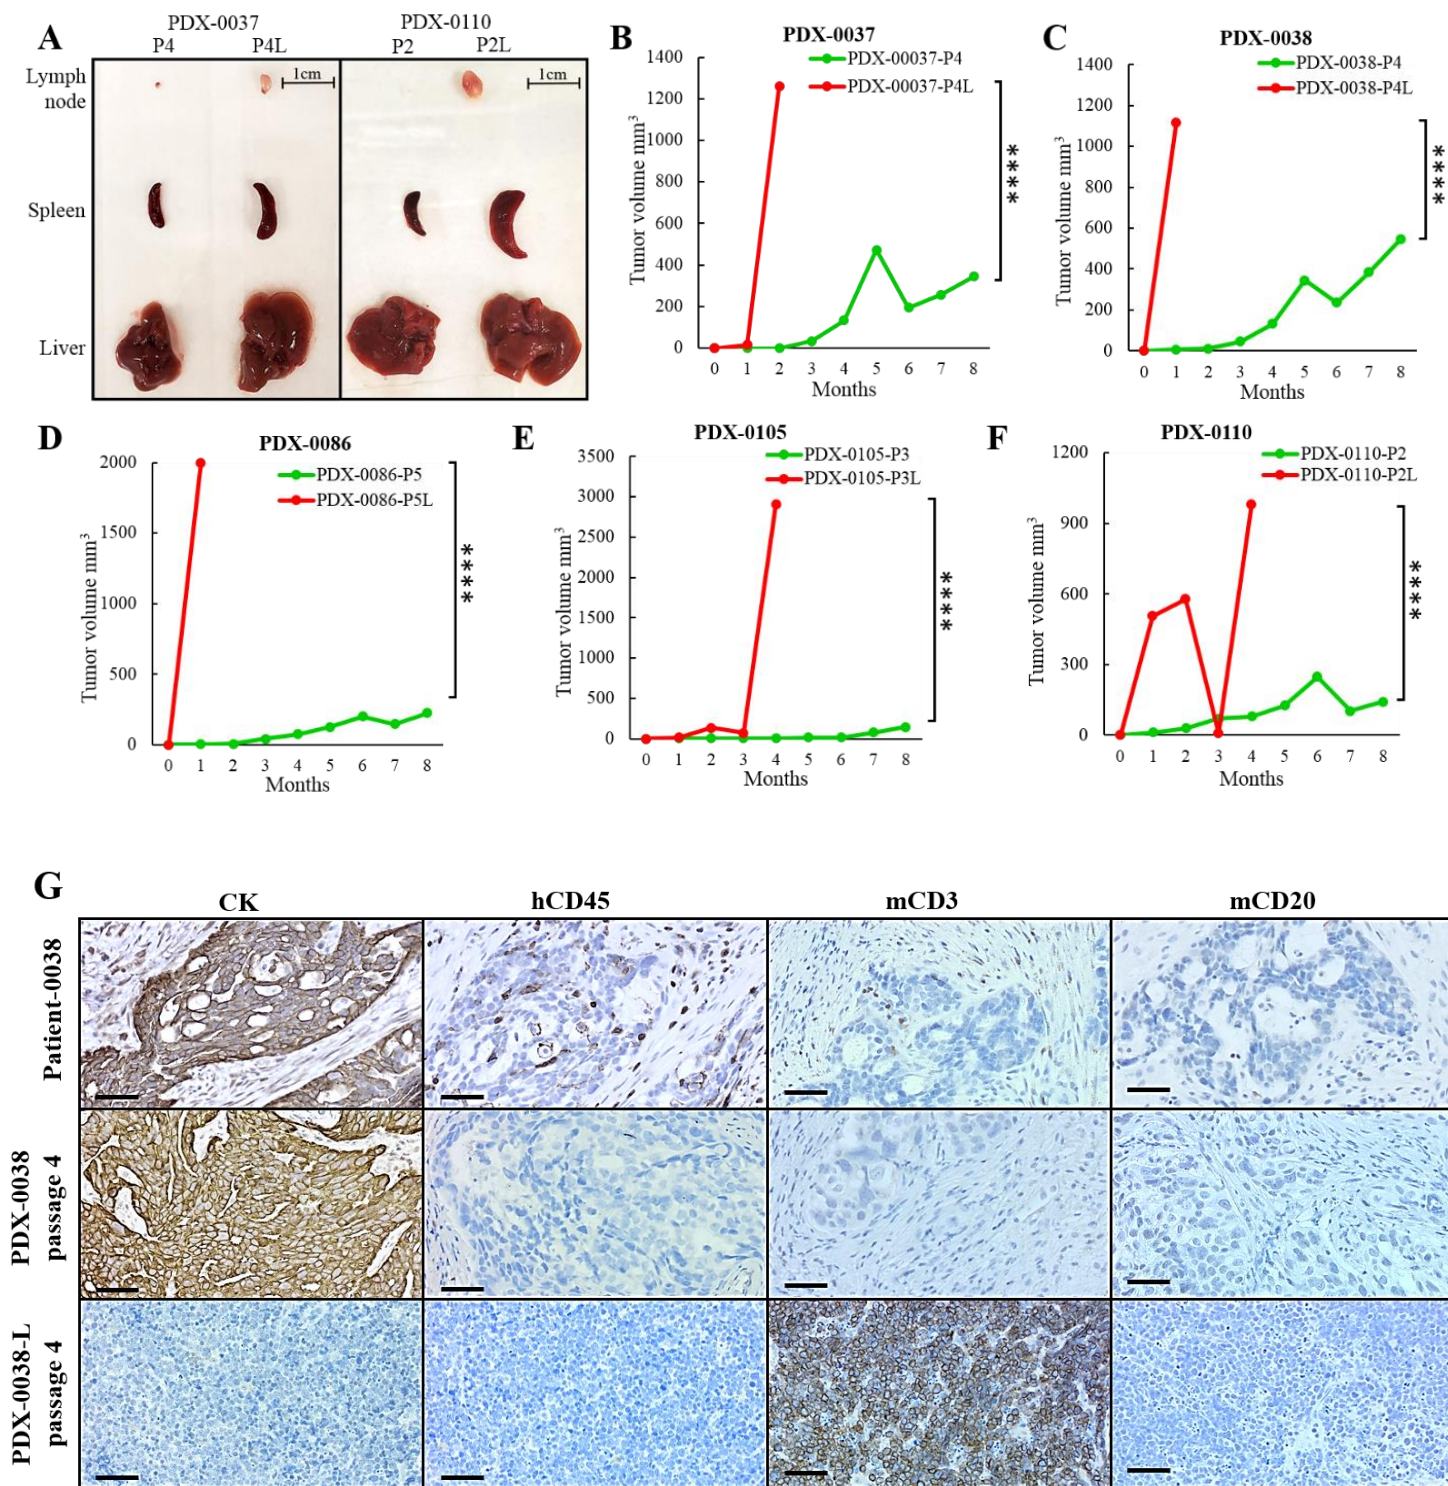 A
PDX-0037
PDX-0110
P4
P4L
P2
P2L
Lymph
node
1cm
1cm
Spleen
Liver
B
PDX-0037
PDX-00037-P4
PDX-00037-P4L
Tumor volume mm³
1400
1200
1000
800
600
400
200
0
0 1 2 3 4 5 6 7 8
Months
****
C
PDX-0038
PDX-0038-P4
PDX-0038-P4L
Tumor volume mm³
1400
1200
1000
800
600
400
200
0
0 1 2 3 4 5 6 7 8
Months
****
D
PDX-0086
PDX-0086-P5
PDX-0086-P5L
Tumor volume mm³
2000
1500
1000
500
0
0 1 2 3 4 5 6 7 8
Months
****
E
PDX-0105
PDX-0105-P3
PDX-0105-P3L
Tumor volume mm³
3500
3000
2500
2000
1500
1000
500
0
0 1 2 3 4 5 6 7 8
Months
****
F
PDX-0110
PDX-0110-P2
PDX-0110-P2L
Tumor volume mm³
1200
900
600
300
0
0 1 2 3 4 5 6 7 8
Months
****
G
CK
hCD45
mCD3
mCD20
Patient-0038
PDX-0038
passage 4
PDX-0038-L
passage 4